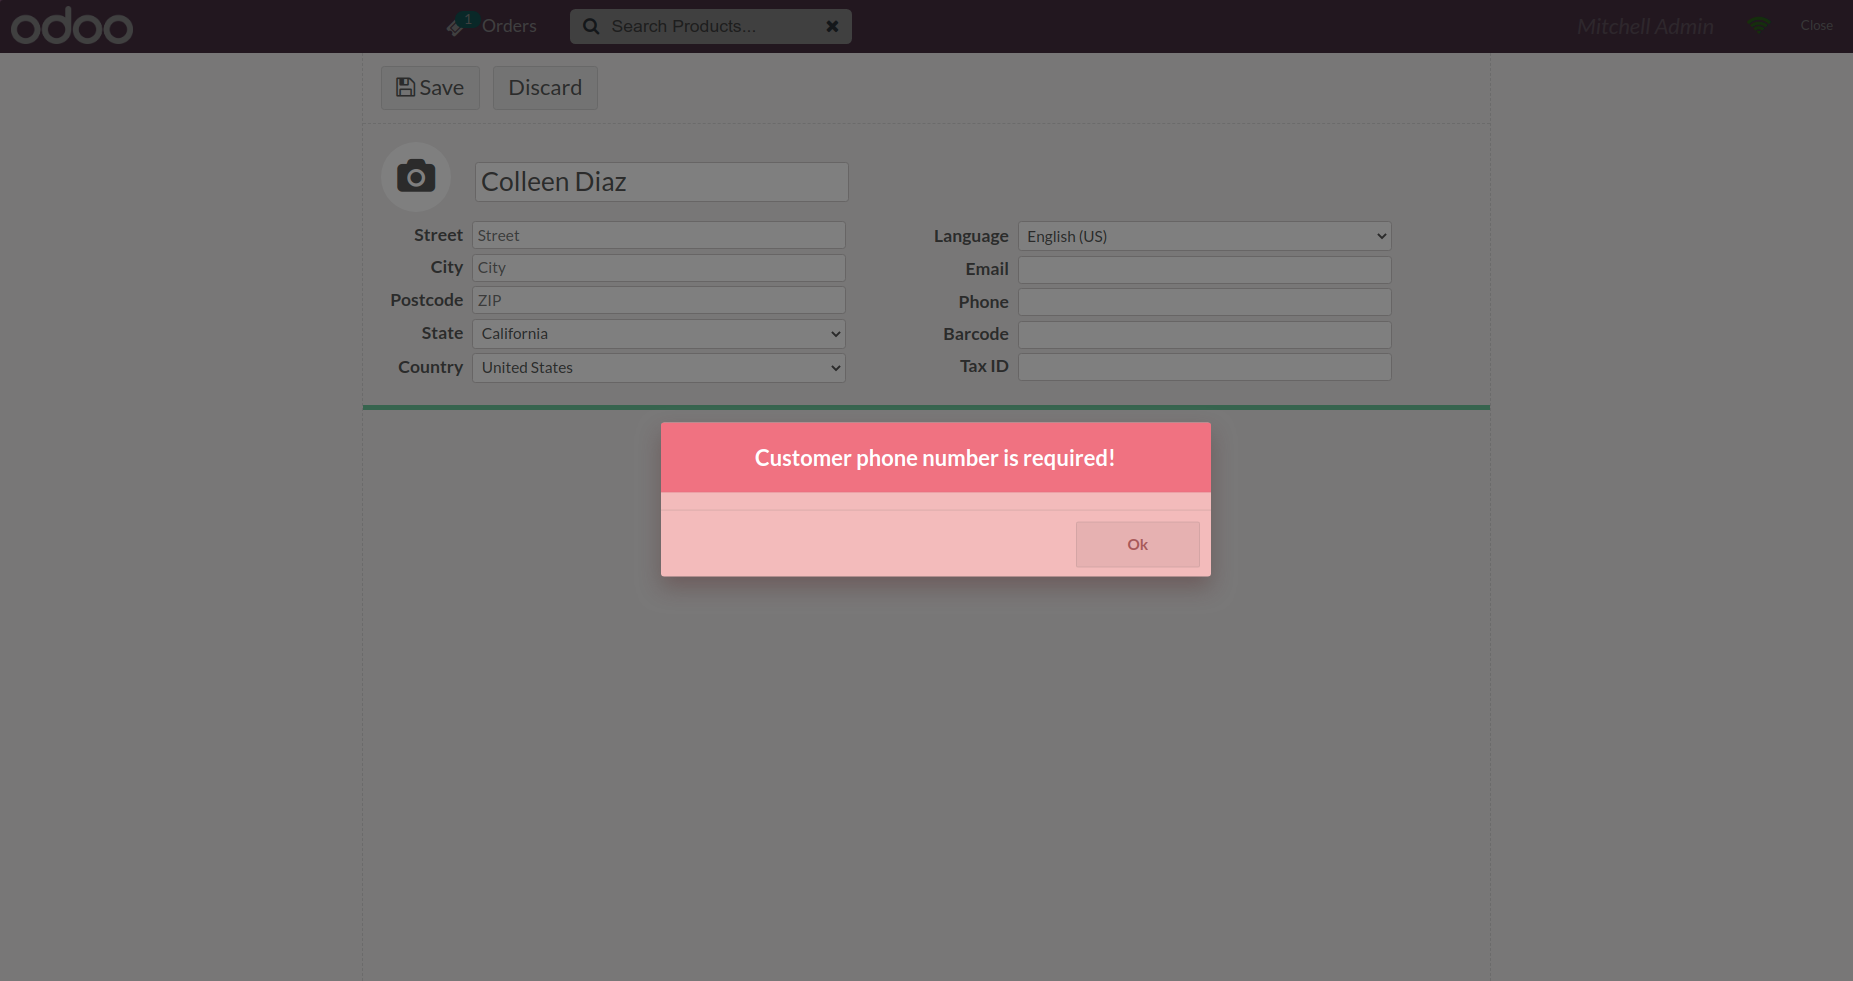 odoo
1 Orders
Search Products...
Mitchell Admin
Close
Save
Discard
Colleen Diaz
Street Street
City City
Postcode ZIP
State California
Country United States
Language English (US)
Email
Phone
Barcode
Tax ID
Customer phone number is required!
Ok